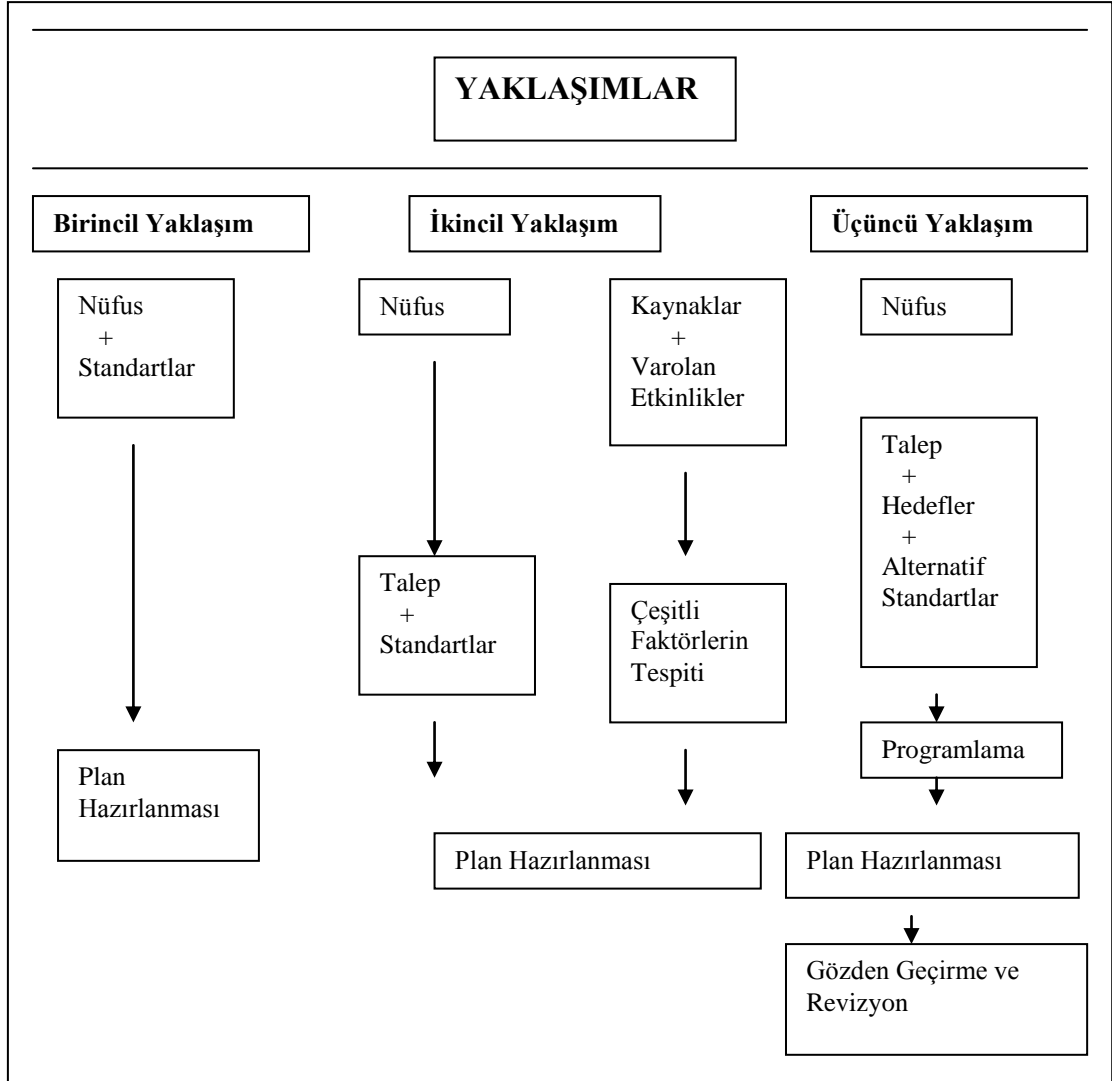 YAKLAŞIMLAR
Birincil Yaklaşım
Nüfus
+
Standartlar
Plan
Hazırlanması
İkincil Yaklaşım
Nüfus
Talep
+
Standartlar
Kaynaklar
+
Varolan
Etkinlikler
Çeşitli
Faktörlerin
Tespiti
Plan Hazırlanması
Üçüncü Yaklaşım
Nüfus
Talep
+
Hedefler
+
Alternatif
Standartlar
Programlama
Plan Hazırlanması
Gözden Geçirme ve
Revizyon